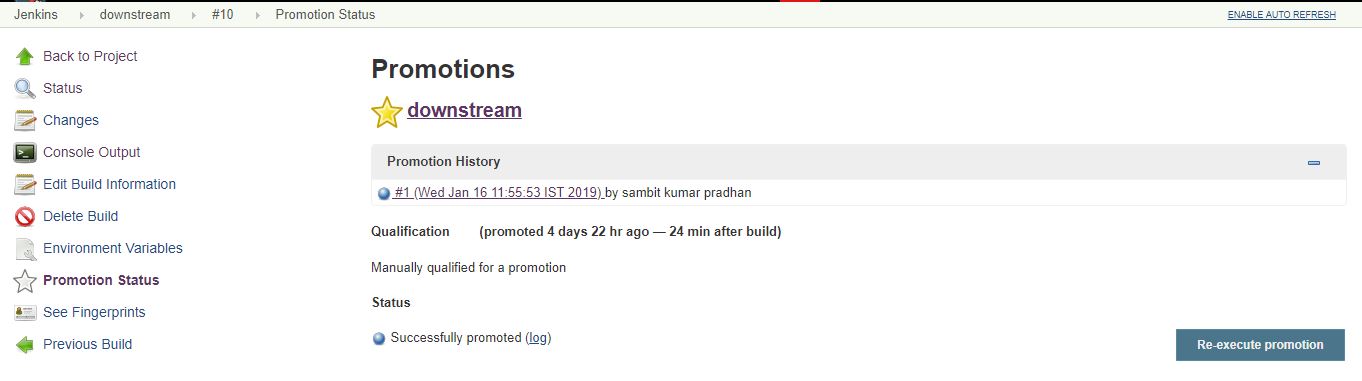 Jenkins downstream #10 Promotion Status ENABLE AUTO REFRESH
Back to Project
Status
Changes
Console Output
Edit Build Information
Delete Build
Environment Variables
Promotion Status
See Fingerprints
Previous Build
Promotions
downstream
Promotion History
#1 (Wed Jan 16 11:55:53 IST 2019) by sambit kumar pradhan
Qualification (promoted 4 days 22 hr ago — 24 min after build)
Manually qualified for a promotion
Status
Successfully promoted (log)
Re-execute promotion